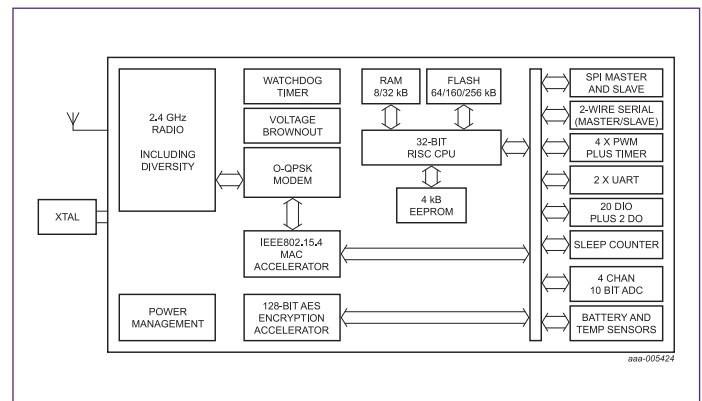 2.4 GHz
RADIO
INCLUDING
DIVERSITY
XTAL
POWER
MANAGEMENT
WATCHDOG
TIMER
VOLTAGE
BROWNOUT
O-QPSK
MODEM
IEEE802.15.4
MAC
ACCELERATOR
128-BIT AES
ENCRYPTION
ACCELERATOR
RAM
8/32 kB
FLASH
64/160/256 kB
32-BIT
RISC CPU
4 kB
EEPROM
SPI MASTER
AND SLAVE
2-WIRE SERIAL
(MASTER/SLAVE)
4 X PWM
PLUS TIMER
2 X UART
20 DIO
PLUS 2 DO
SLEEP COUNTER
4 CHAN
10 BIT ADC
BATTERY AND
TEMP SENSORS
aaa-005424